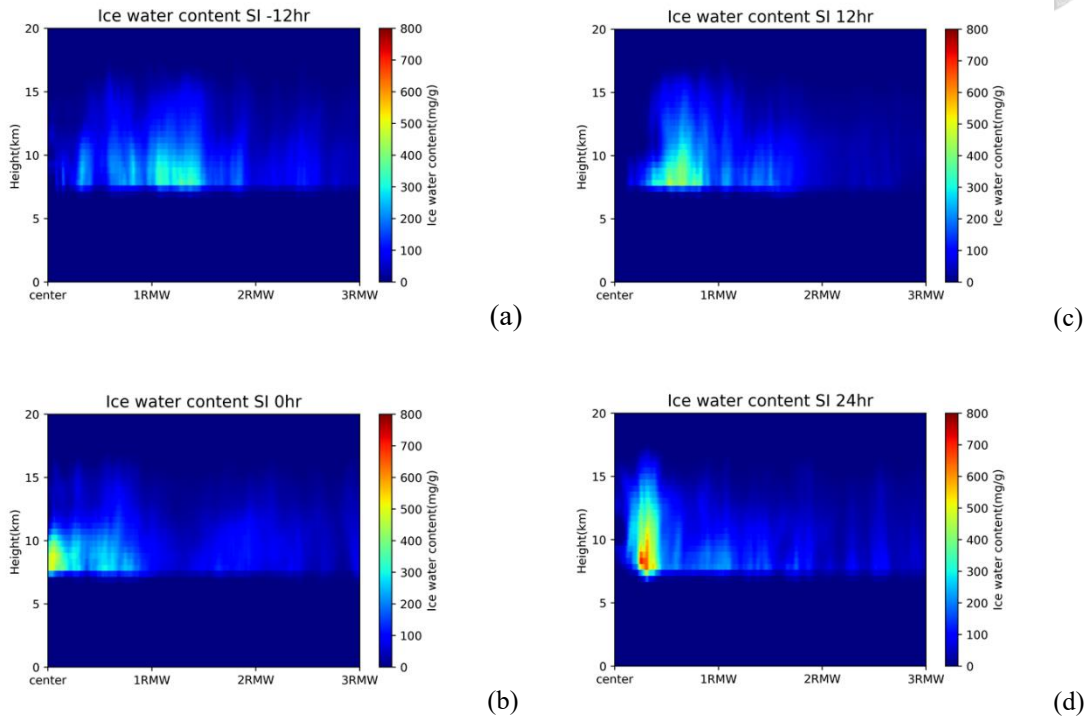 Ice water content SI -12hr
20
15
10
5
0
Height(km)
center 1RMW 2RMW 3RMW
800
700
600
500
400
300
200
100
0
Ice water content(mg/g)
(a)
Ice water content SI 12hr
20
15
10
5
0
Height(km)
center 1RMW 2RMW 3RMW
800
700
600
500
400
300
200
100
0
Ice water content(mg/g)
(c)
Ice water content SI 0hr
20
15
10
5
0
Height(km)
center 1RMW 2RMW 3RMW
800
700
600
500
400
300
200
100
0
Ice water content(mg/g)
(b)
Ice water content SI 24hr
20
15
10
5
0
Height(km)
center 1RMW 2RMW 3RMW
800
700
600
500
400
300
200
100
0
Ice water content(mg/g)
(d)